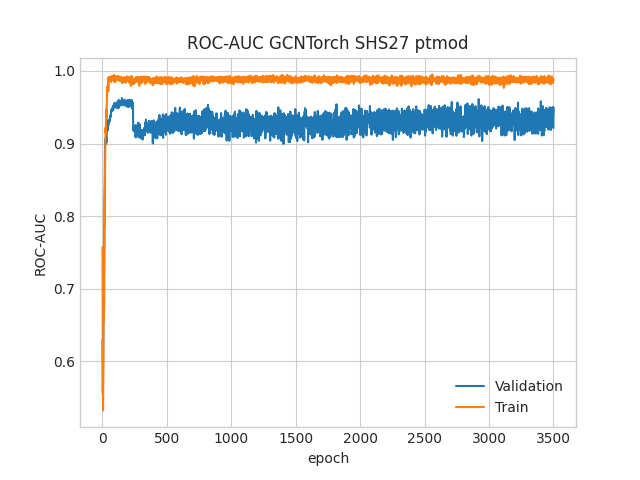 ROC-AUC GCNTorch SHS27 ptmod
1.0
0.9
0.8
0.7
0.6
ROC-AUC
Validation
Train
0 500 1000 1500 2000 2500 3000 3500
epoch